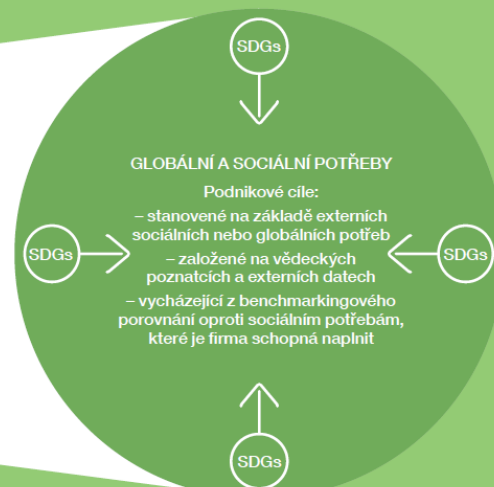 SDGs
GLOBÁLNÍ A SOCIÁLNÍ POTŘEBY
Podnikové cíle:
– stanovené na základě externích
sociálních nebo globálních potřeb
SDGs
SDGs
– založené na vědeckých
poznatcích a externích datech
– vycházející z benchmarkingového
porovnání oproti sociálním potřebám,
které je firma schopná naplnit
SDGs